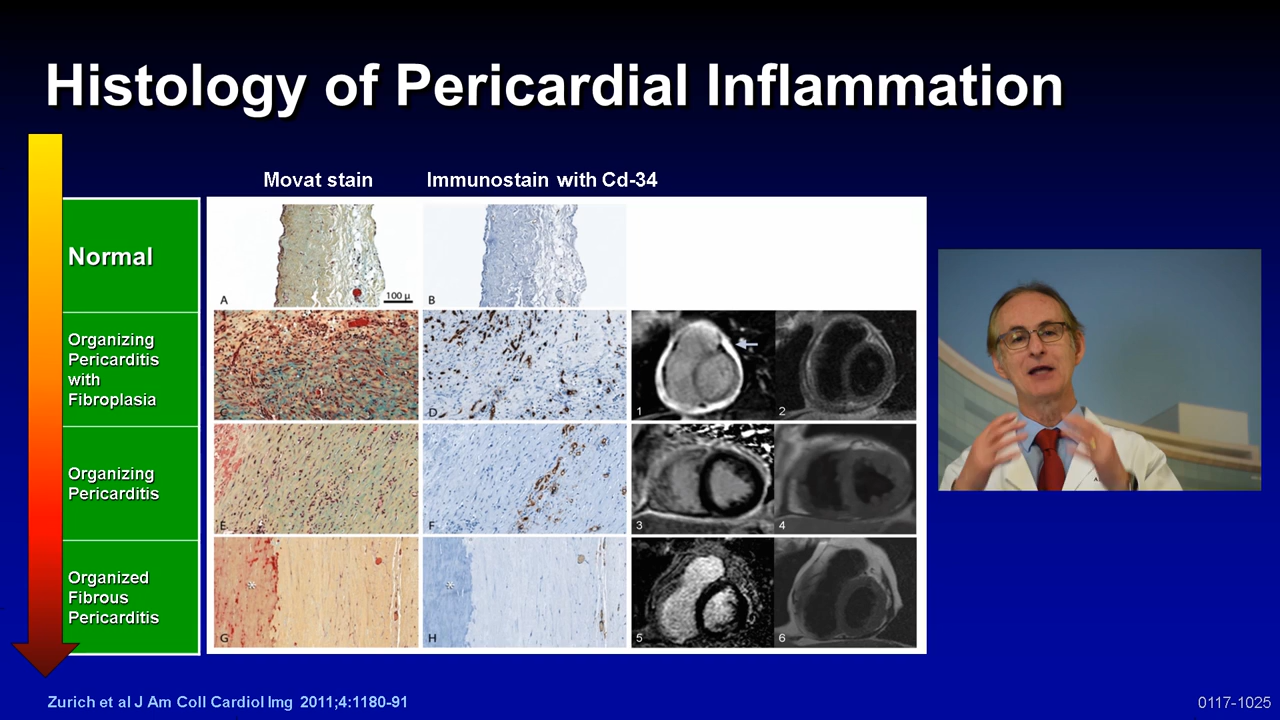 Histology of Pericardial Inflammation
Movat stain
Immunostain with Cd-34
Normal
A
100 µ
B
Organizing
Pericarditis
with
Fibroplasia
C
D
1
2
Organizing
Pericarditis
E
F
3
4
Organized
Fibrous
Pericarditis
*
*
G
H
5
6
Zurich et al J Am Coll Cardiol Img 2011;4:1180-91
0117-1025